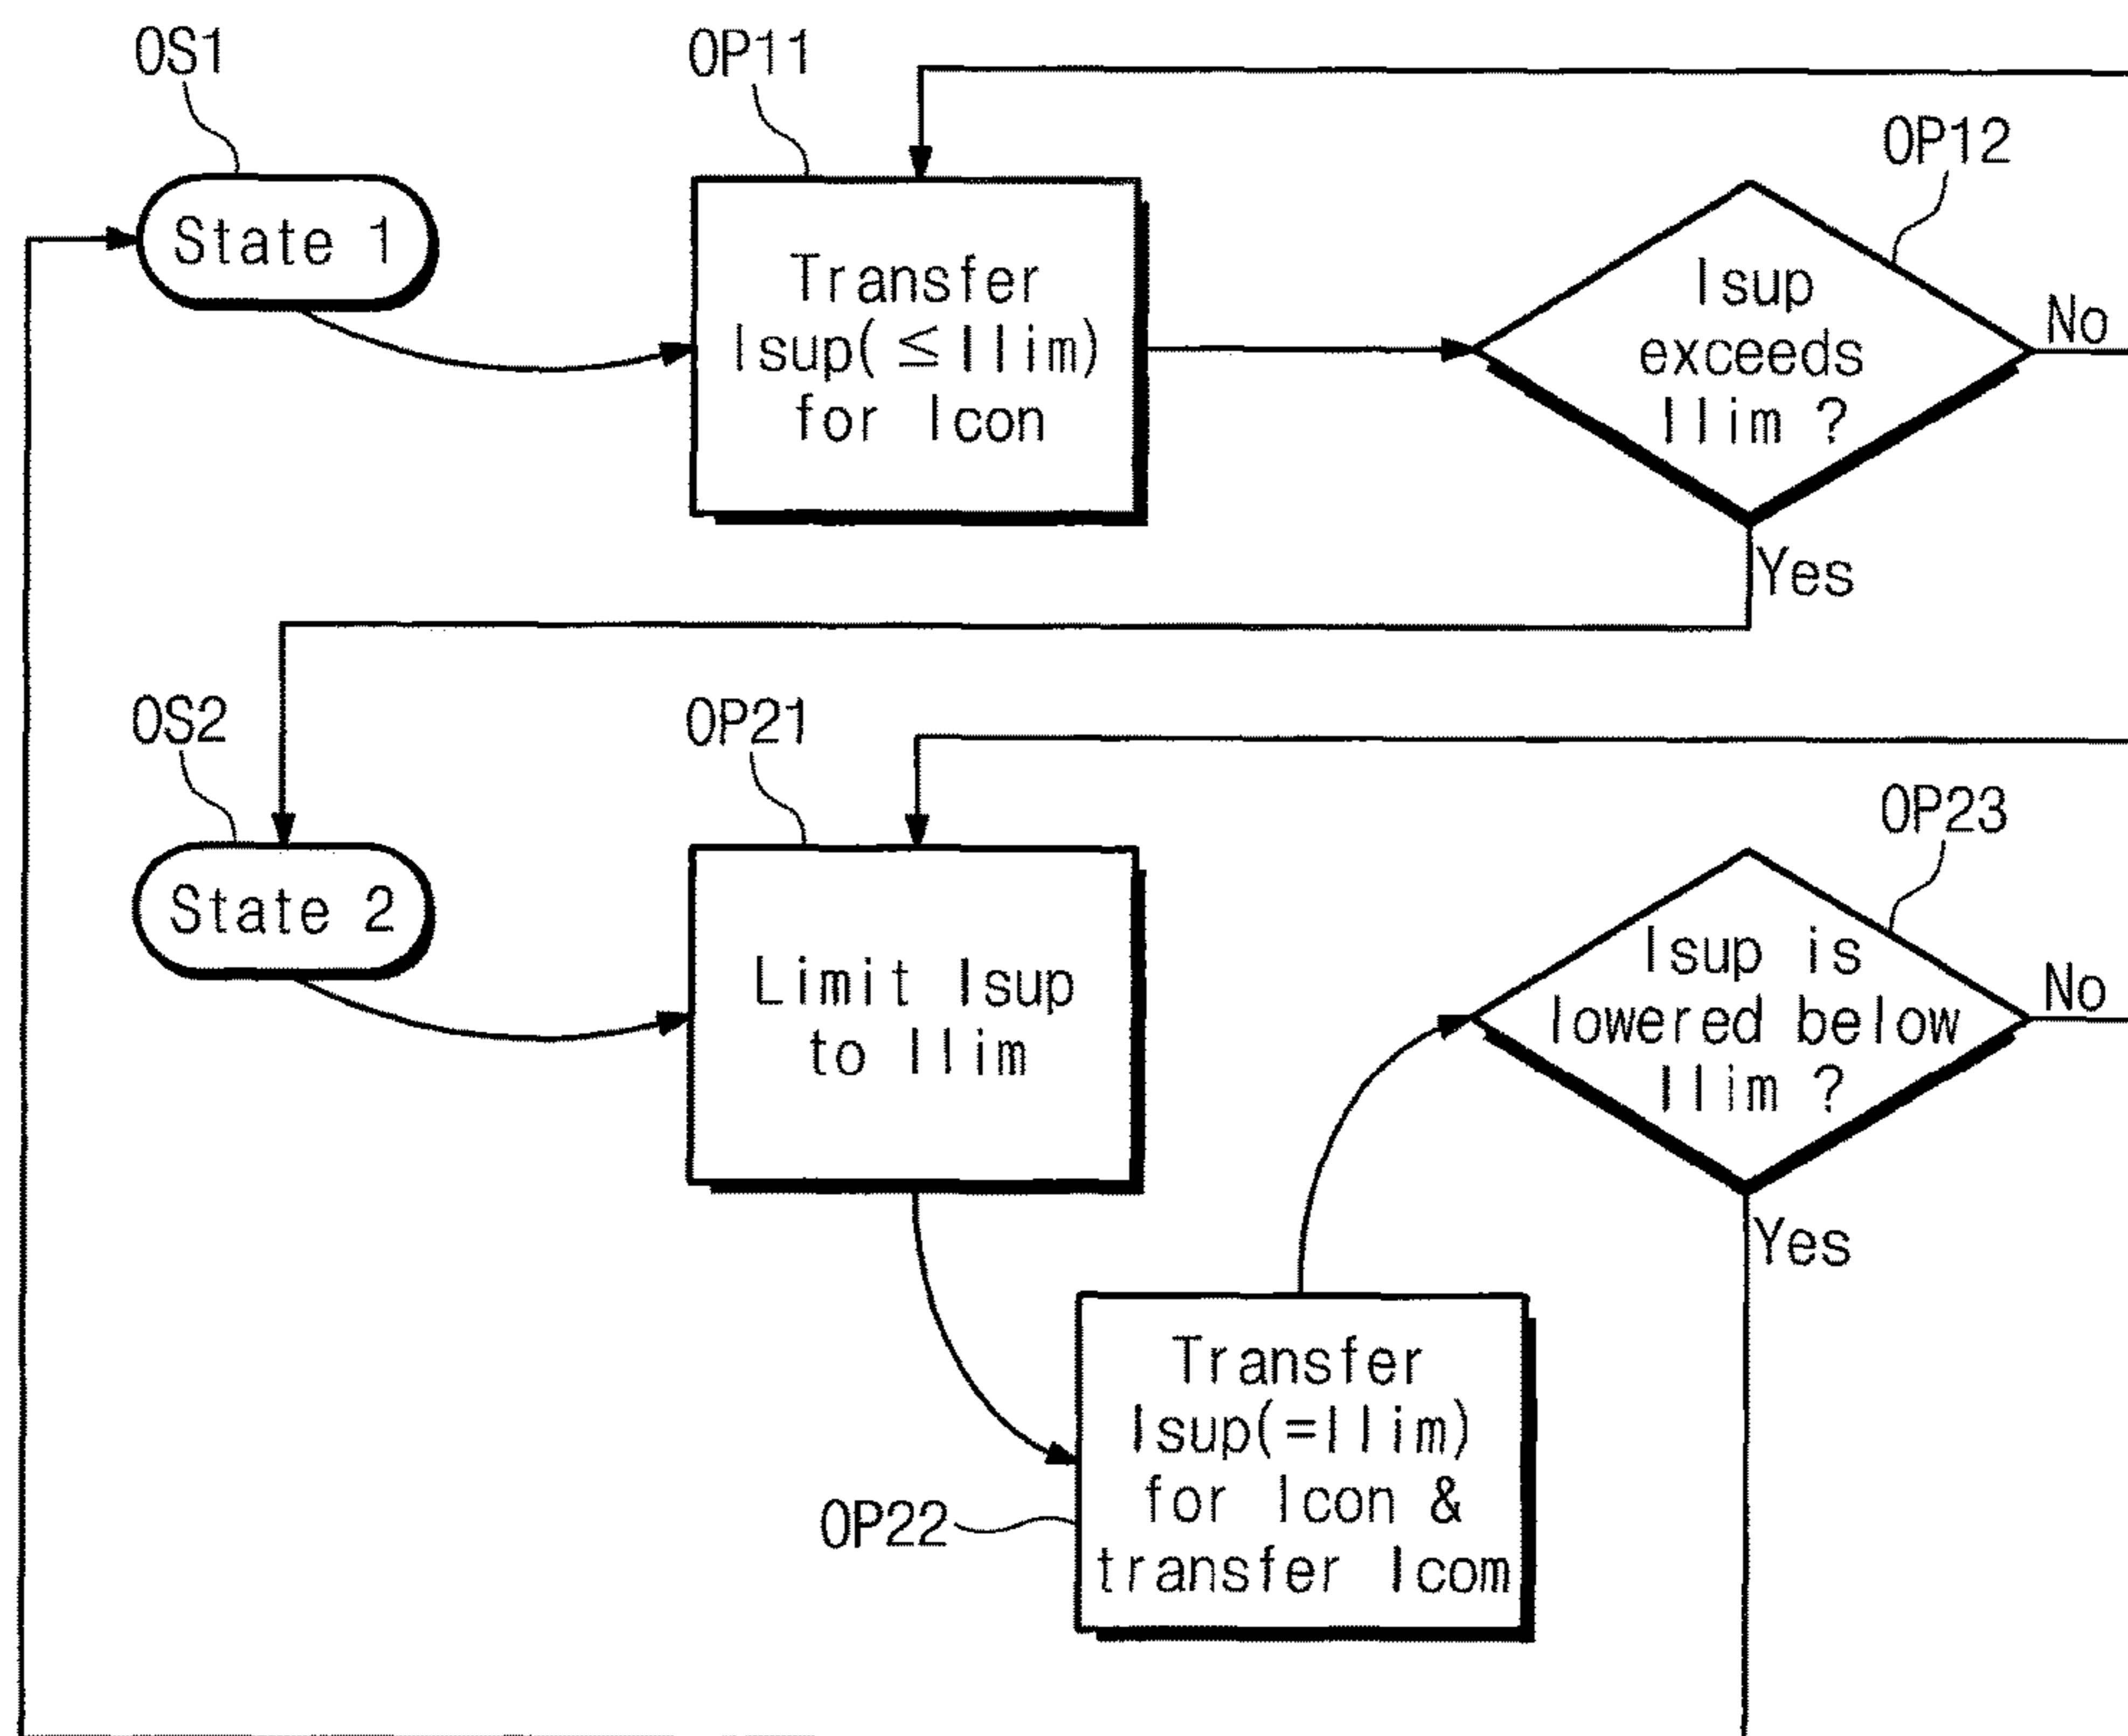 OS1
OP11
OP12
State 1
Transfer
Isup(≤Ilim)
for Icon
Isup
exceeds
Ilim ?
No
Yes
OS2
OP21
OP23
State 2
Limit Isup
to Ilim
Isup is
lowered below
Ilim ?
No
Yes
OP22
Transfer
Isup(=Ilim)
for Icon &
transfer Icom